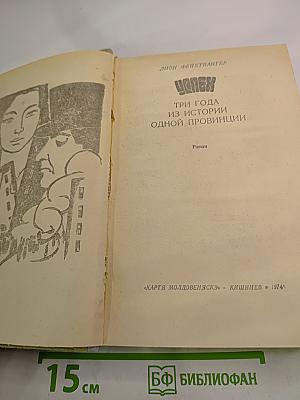 ЛИОН ФЕЙХТВАНГЕР
УСПЕХ
ТРИ ГОДА
ИЗ ИСТОРИИ
ОДНОЙ ПРОВИНЦИИ
Роман
«КАРТЯ МОЛДОВЕНЯСКЭ» • КИШИНЕВ • 1974
15 см
БФ БИБЛИОФАН